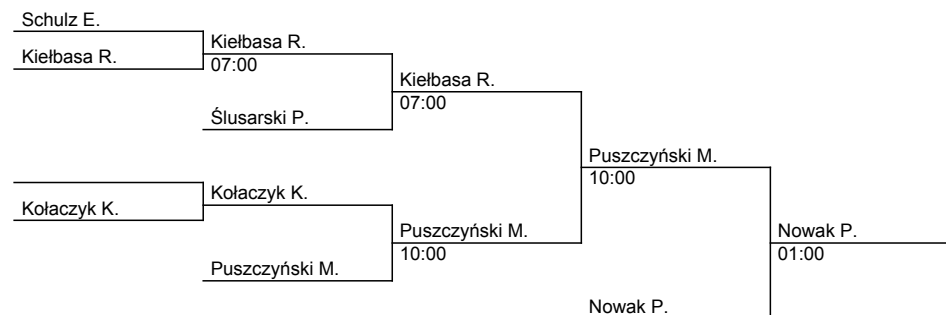 Schulz E.
Kiełbasa R.
Kiełbasa R.
07:00
Kiełbasa R.
07:00
Ślusarski P.
Puszczyński M.
10:00
Kołaczyk K.
Kołaczyk K.
Puszczyński M.
10:00
Nowak P.
01:00
Puszczyński M.
Nowak P.